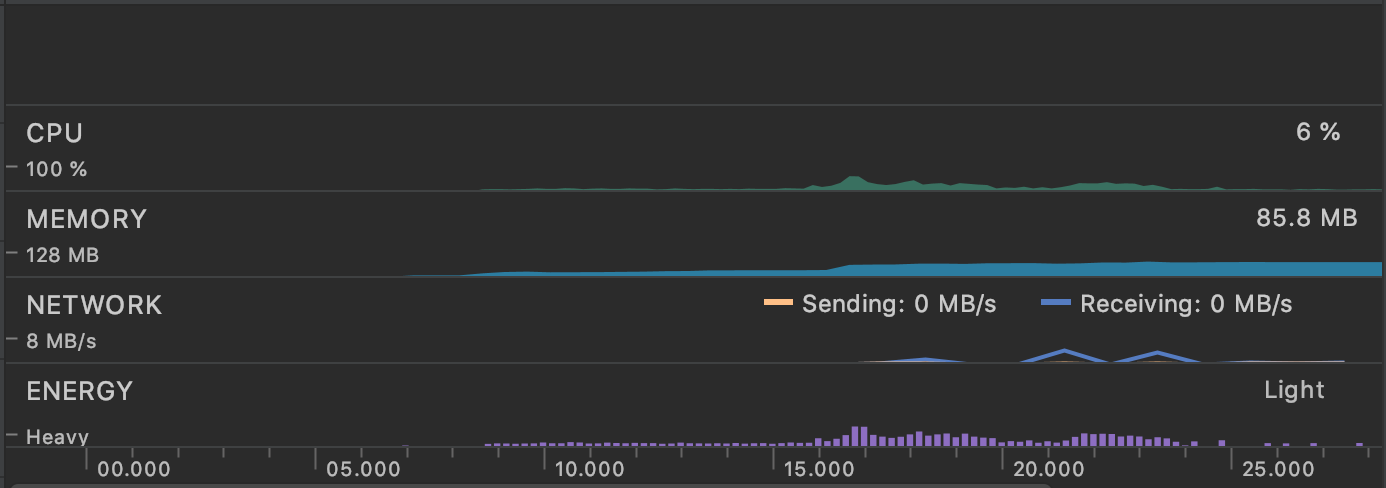 CPU
6 %
100 %
MEMORY
85.8 MB
128 MB
NETWORK
Sending: 0 MB/s
Receiving: 0 MB/s
8 MB/s
ENERGY
Light
Heavy
00.000 05.000 10.000 15.000 20.000 25.000